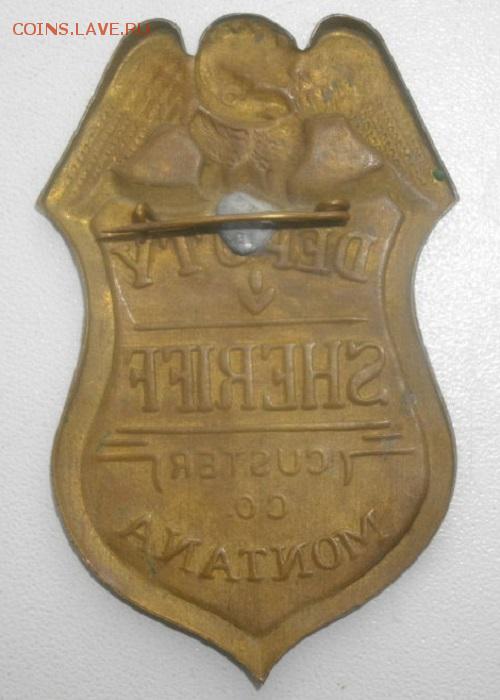 COINS.LAVE.RU
DEPUTY
SHERIFF
CUSTER
CO.
MONTANA